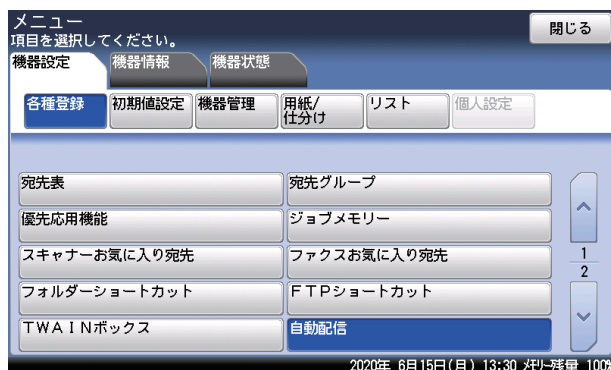 メニュー
項目を選択してください。
閉じる
機器設定 機器情報 機器状態
各種登録 初期値設定 機器管理 用紙/
仕分け リスト 個人設定
宛先表 宛先グループ
優先応用機能 ジョブメモリー
スキャナーお気に入り宛先 ファクスお気に入り宛先
1
2
フォルダーショートカット ＦＴＰショートカット
ＴＷＡＩＮボックス 自動配信
2020年 6月15日(月) 13:30 ﾒﾓﾘｰ残量 100%